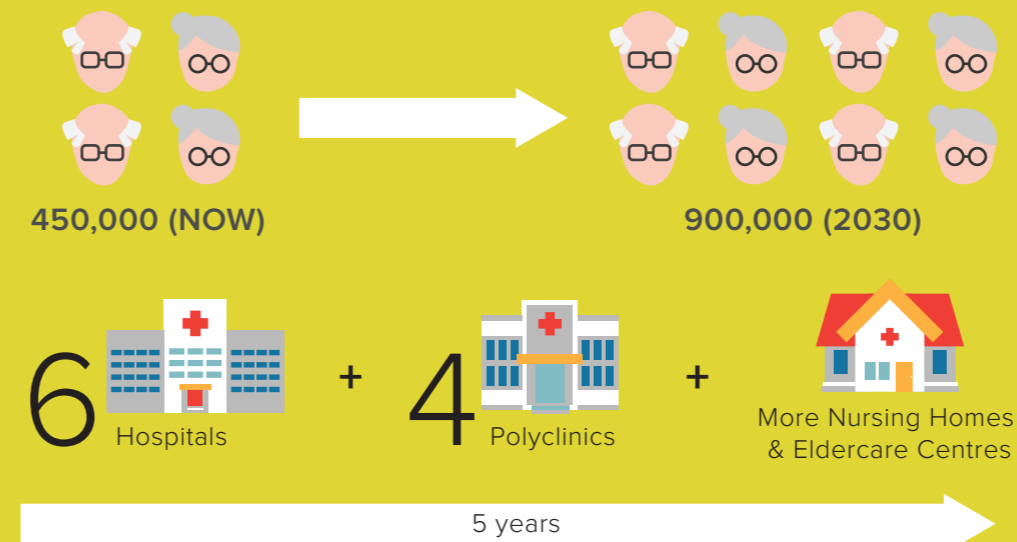 450,000 (NOW)
900,000 (2030)
6 Hospitals
+
4 Polyclinics
+
More Nursing Homes
& Eldercare Centres
5 years